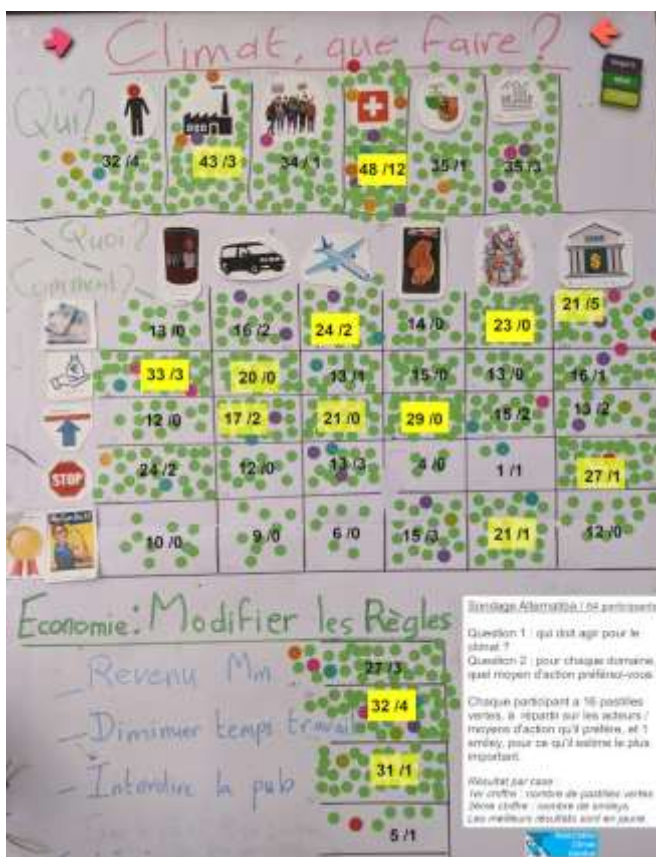 Climat, que faire?
Qui?
32 /4 43 /3 34 / 1 48 /12 35 /1 35 /3
Quoi?
Comment?
13 /0 16 /2 24 /2 14 /0 23 /0 21 /5
33 /3 20 /0 13 /1 15 /0 13 /0 16 /1
12 /0 17 /2 21 /0 29 /0 15 /2 13 /2
STOP 24 /2 12 /0 13 /3 4 /0 1 /1 27 /1
10 /0 9 /0 6 /0 15 /3 21 /1 12 /0
Economie: Modifier les Règles
_ Revenu Min 27 /3
_ Diminuer temps travail 32 /4
_ Interdire la pub 31 /1
5 /1
Sondage Alternatiba / 64 participants
Question 1 : qui doit agir pour le
climat ?
Question 2 : pour chaque domaine,
quel moyen d'action préférez-vous
Chaque participant a 16 pastilles
vertes, à répartir sur les acteurs /
moyens d'action qu'il préfère, et 1
smiley, pour ce qu'il estime le plus
important.
Résultat par case
1er chiffre : nombre de pastilles vertes
2ème chiffre : nombre de smileys
Les meilleurs résultats sont en jaune.